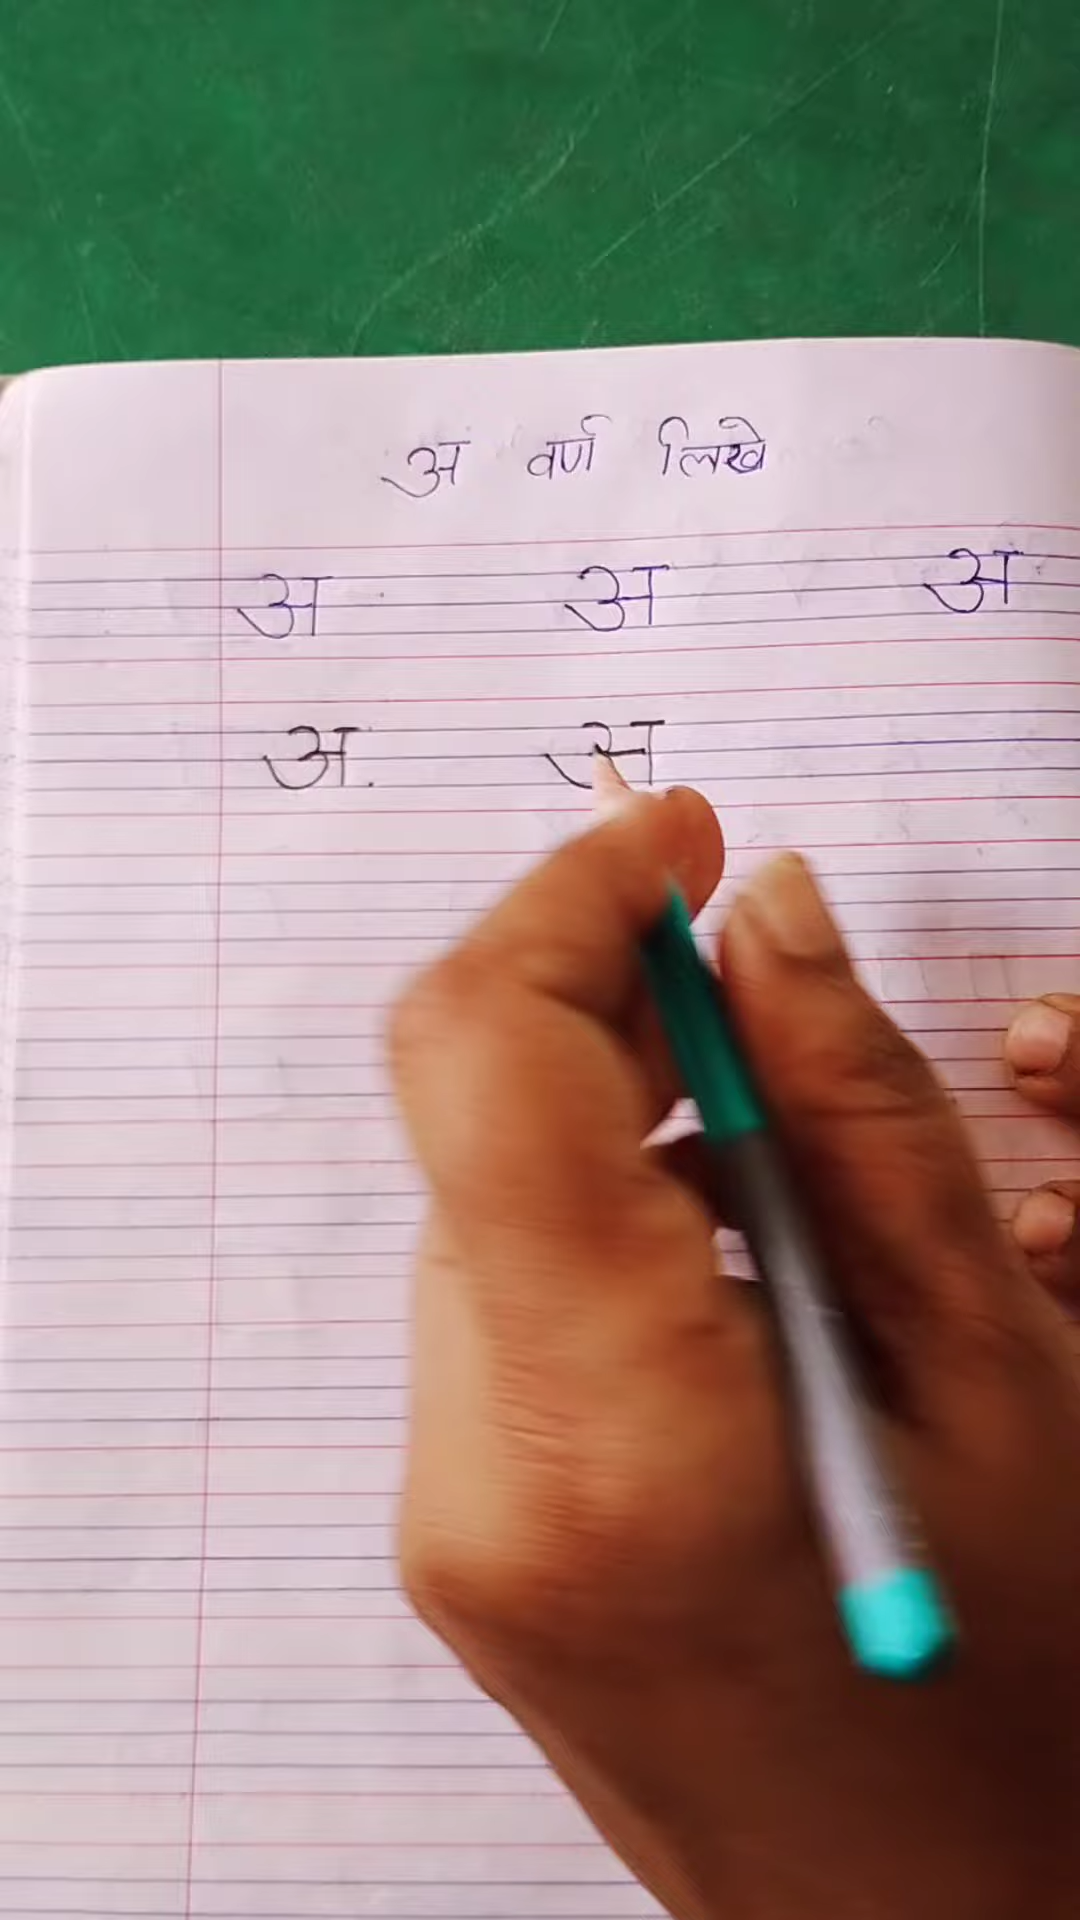 अ वर्ण लिखे
अ अ अ
अ. अ